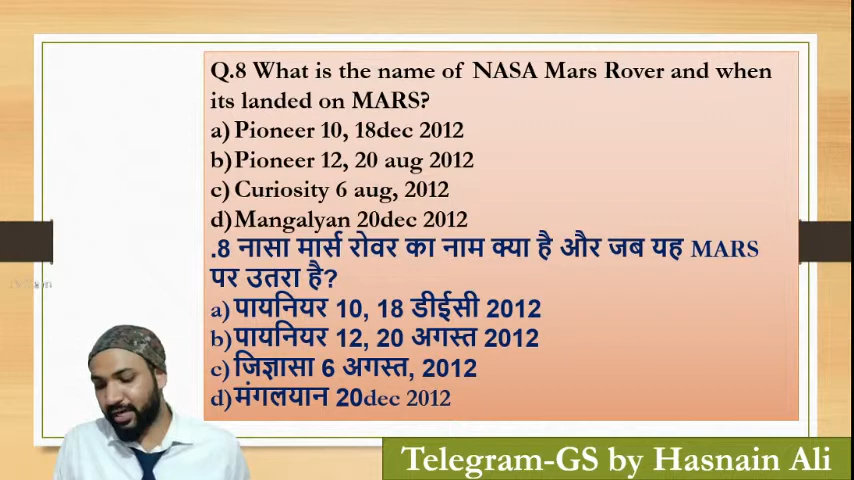 Q.8 What is the name of NASA Mars Rover and when
its landed on MARS?
a)Pioneer 10, 18dec 2012
b)Pioneer 12, 20 aug 2012
c) Curiosity 6 aug, 2012
d)Mangalyan 20dec 2012
.8 नासा मार्स रोवर का नाम क्या है और जब यह MARS
पर उतरा है?
a)पायनियर 10, 18 डीईसी 2012
b)पायनियर 12, 20 अगस्त 2012
c)जिज्ञासा 6 अगस्त, 2012
d)मंगलयान 20dec 2012
Telegram-GS by Hasnain Ali